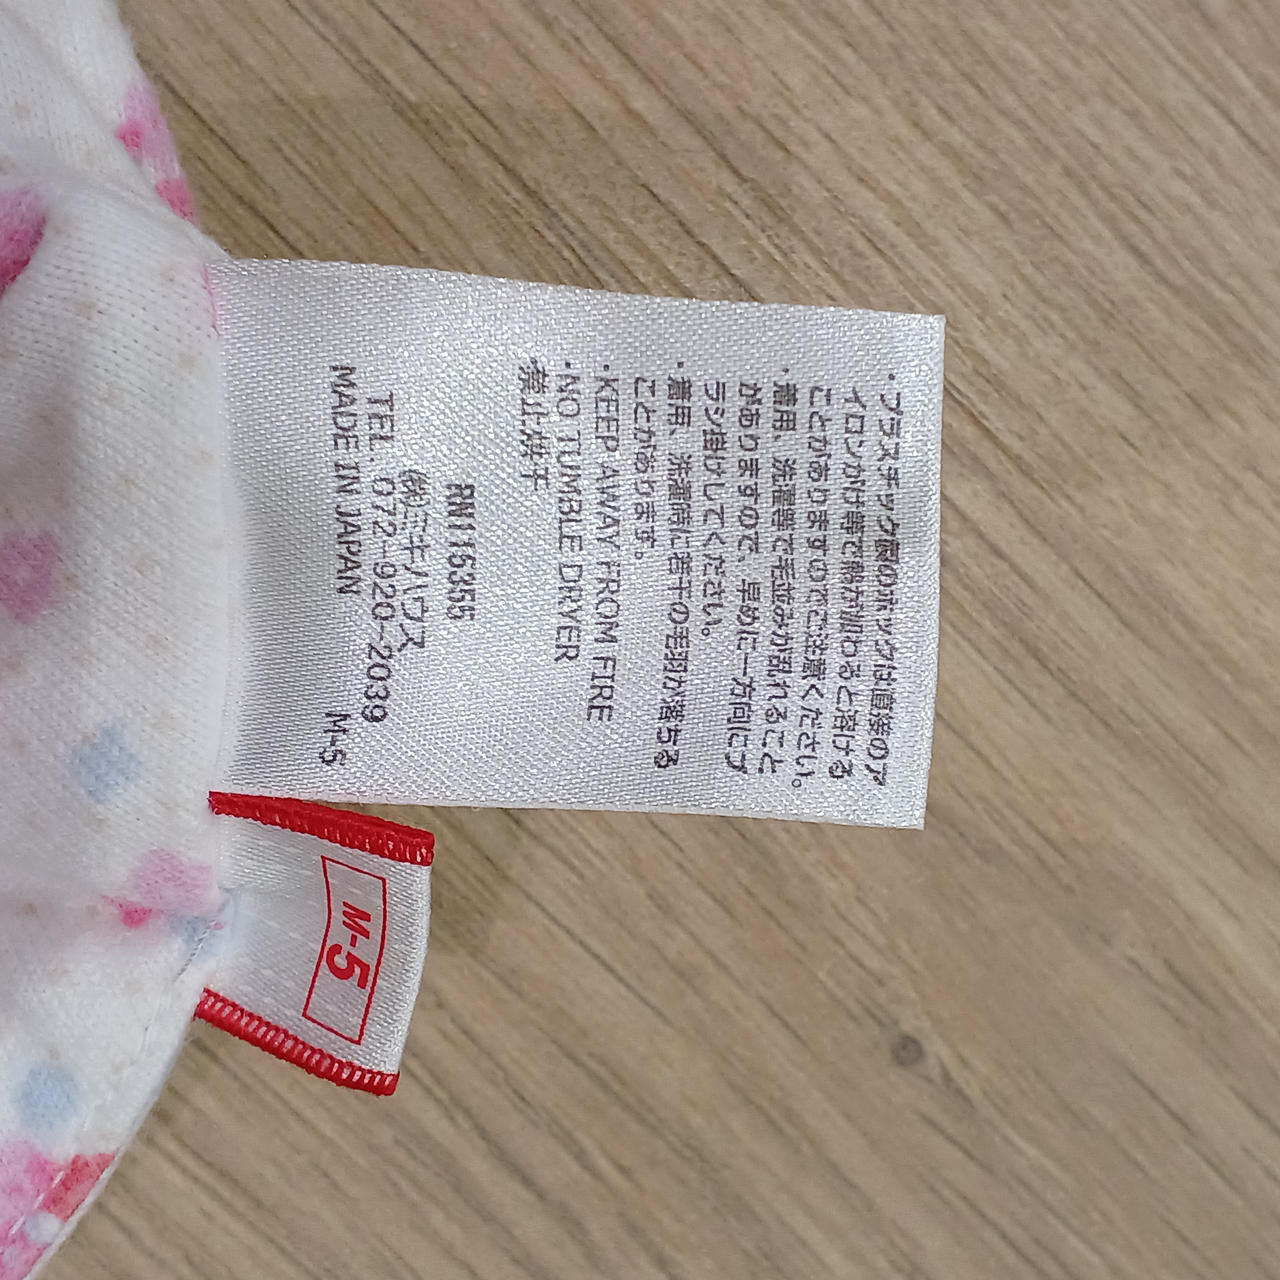 ・プラスチック製のホックは直接のア
イロンがけ等で熱が加わると溶ける
ことがありますのでご注意ください。
・着用、洗濯等で毛並みが乱れること
がありますので、早めに一方向にブ
ラシ掛けしてください。
・着用、洗濯時に若干の毛羽が落ちる
ことがあります。
・KEEP AWAY FROM FIRE
・NO TUMBLE DRYER
禁止烘干
RN116355
㈱ミキハウス
TEL 072-920-2039
MADE IN JAPAN M-5
M-5